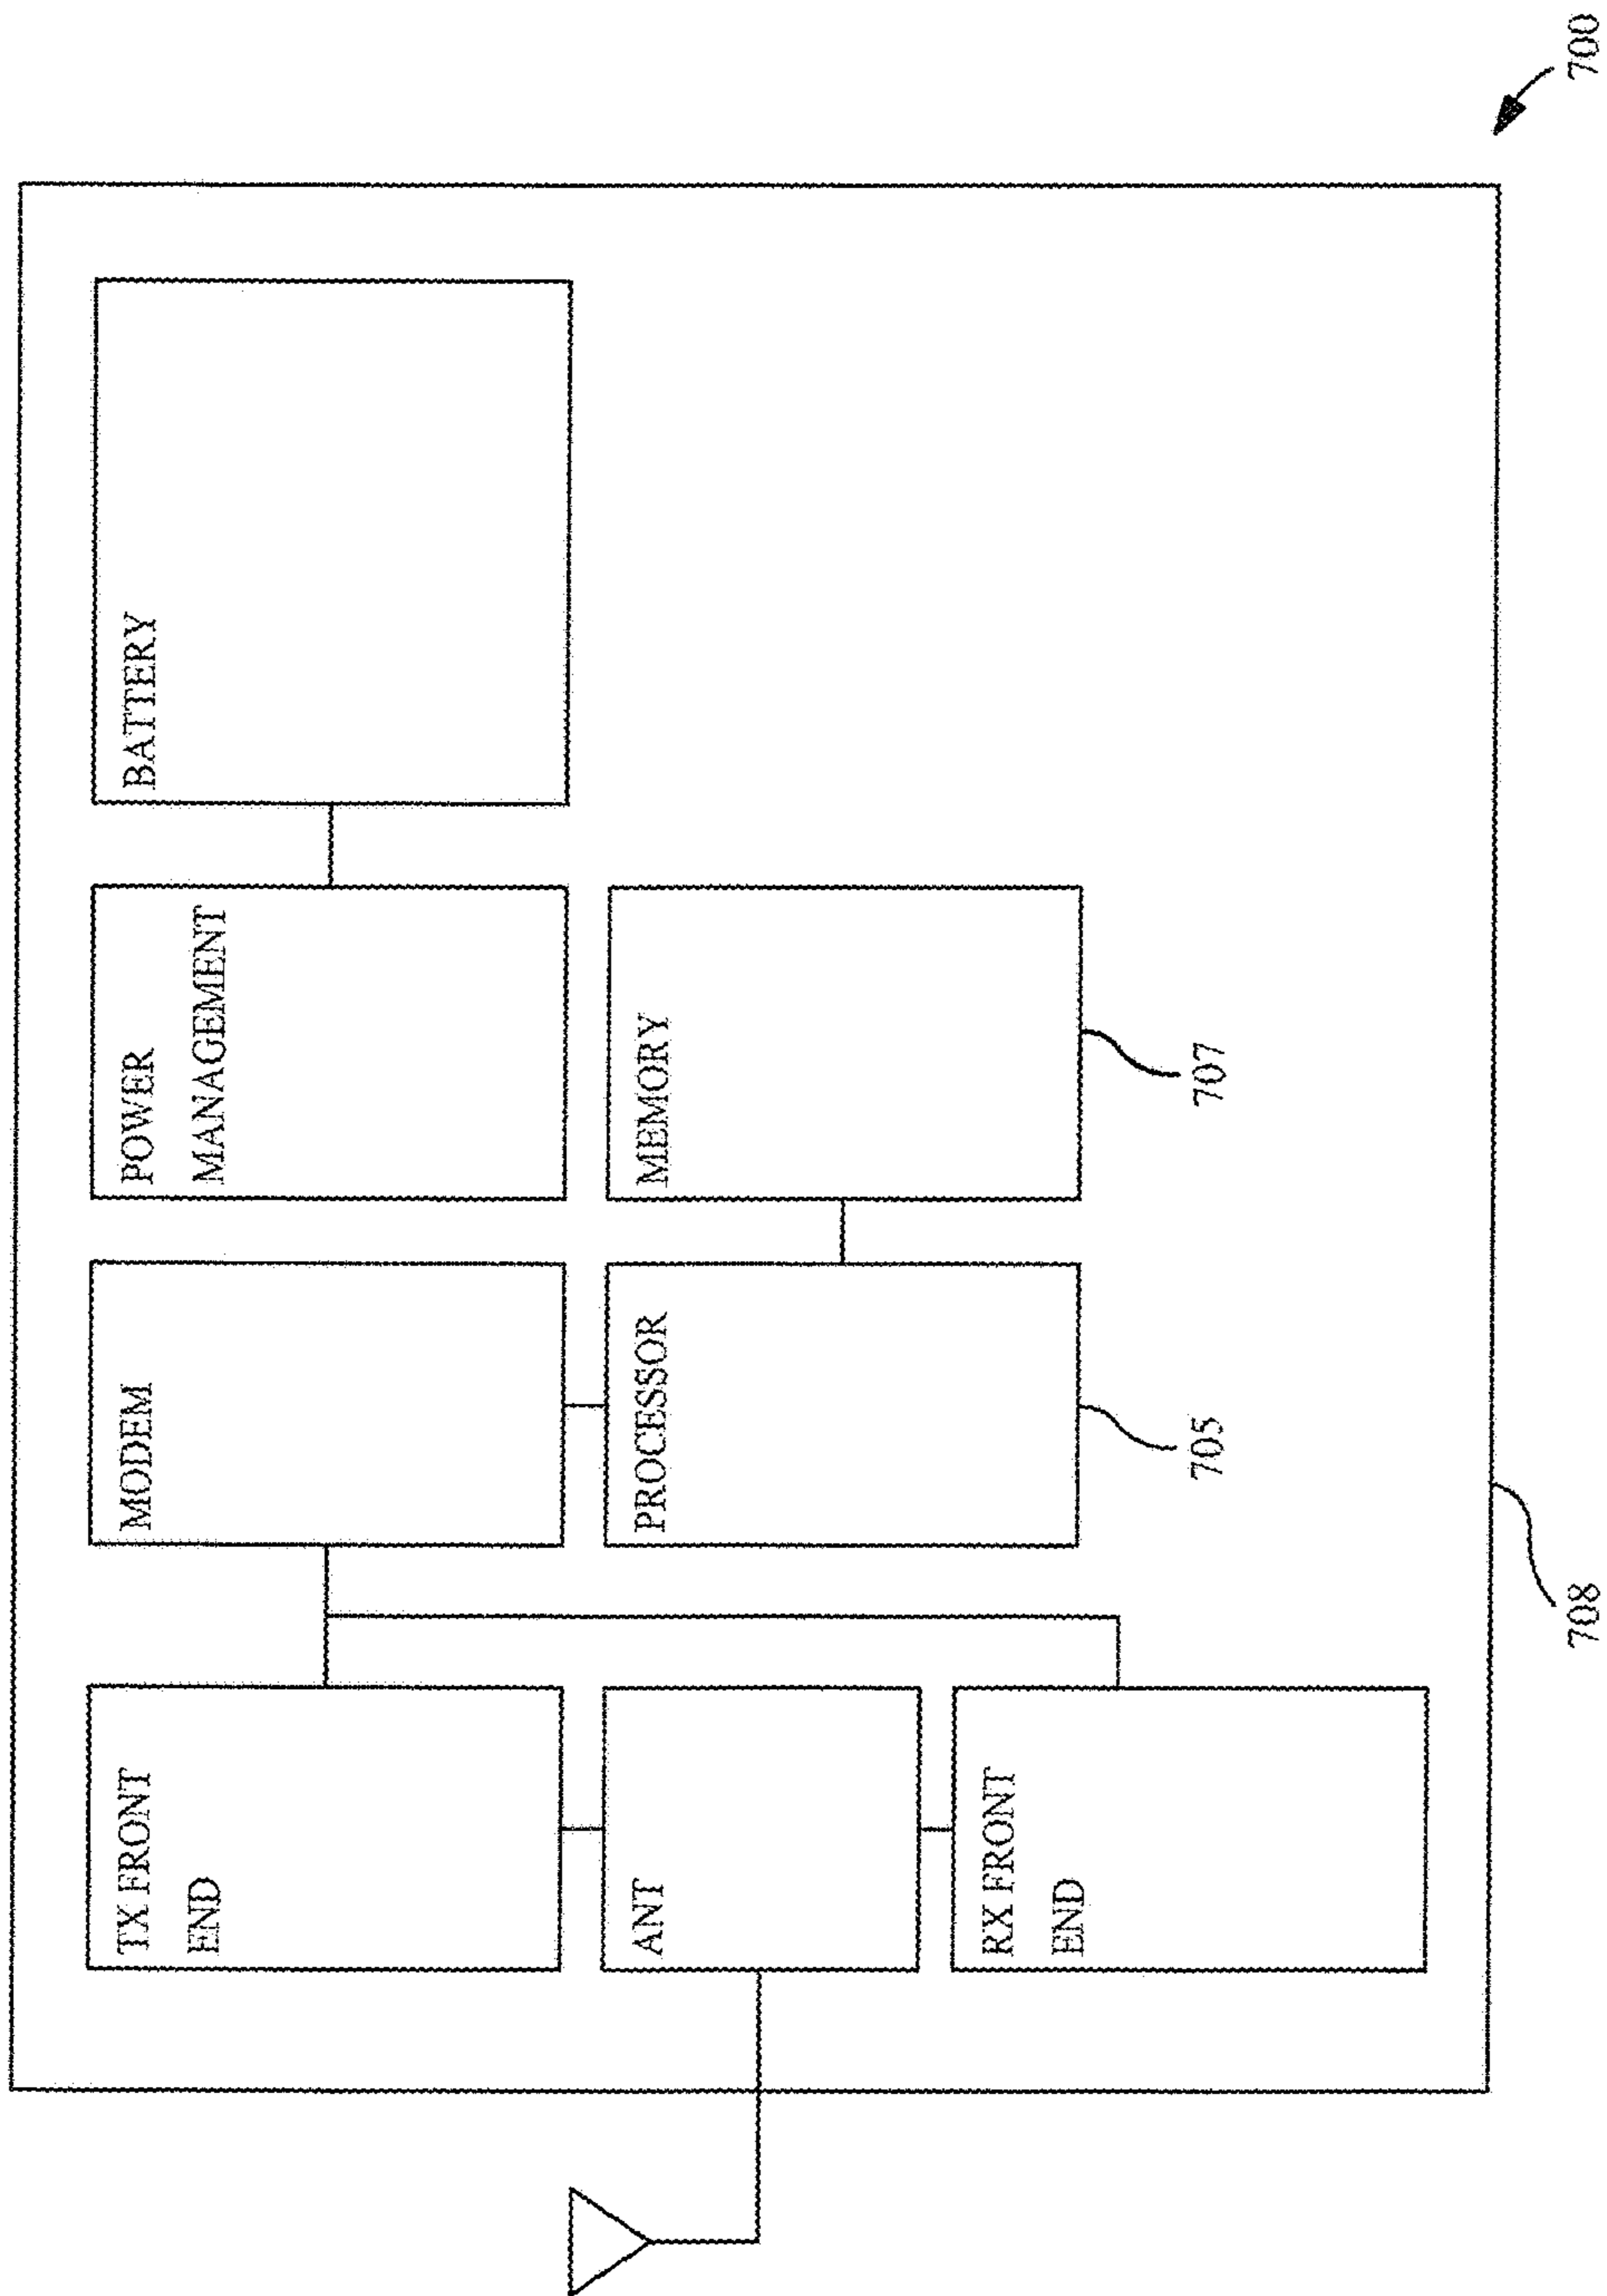 TX FRONT
END
MODEM
POWER
MANAGEMENT
BATTERY
ANT
PROCESSOR
MEMORY
RX FRONT
END
705
707
708
700